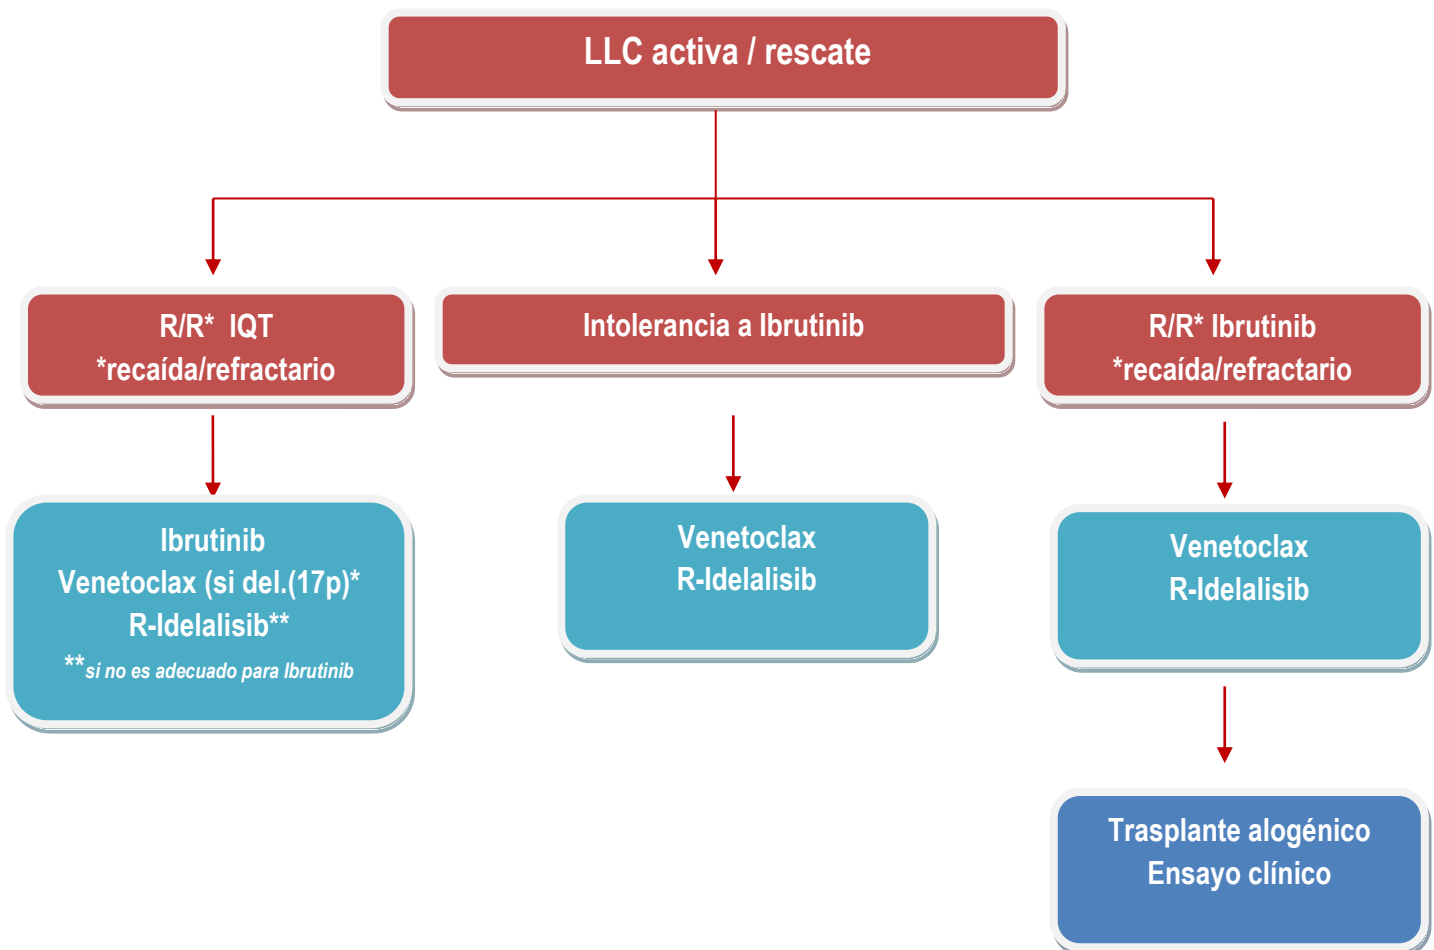 LLC activa / rescate
R/R* IQT
*recaída/refractario
Intolerancia a Ibrutinib
R/R* Ibrutinib
*recaída/refractario
Ibrutinib
Venetoclax (si del.(17p)*
R-Idelalisib**
**si no es adecuado para Ibrutinib
Venetoclax
R-Idelalisib
Venetoclax
R-Idelalisib
Trasplante alogénico
Ensayo clínico